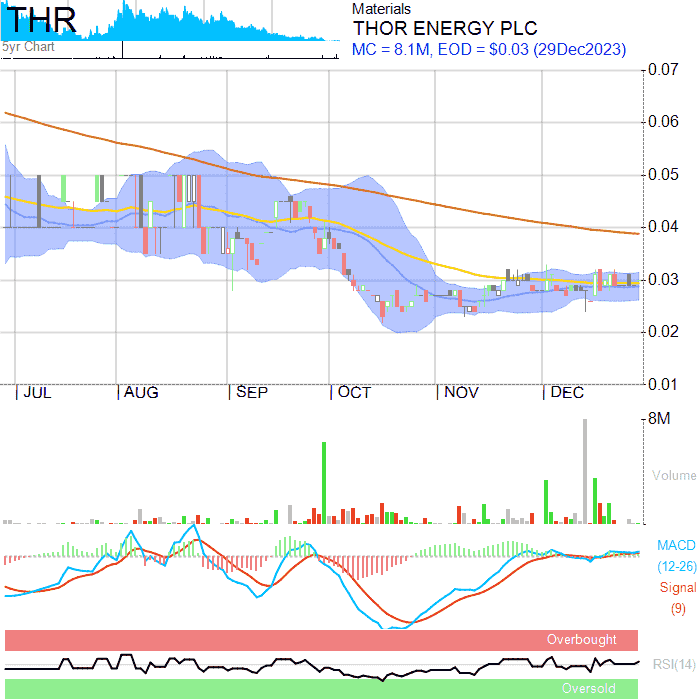 THR
5yr Chart
Materials
THOR ENERGY PLC
MC = 8.1M, EOD = $0.03 (29Dec2023)
0.07
0.06
0.05
0.04
0.03
0.02
0.01
JUL AUG SEP OCT NOV DEC
8M
Volume
MACD
(12-26)
Signal
(9)
Overbought
RSI(14)
Oversold